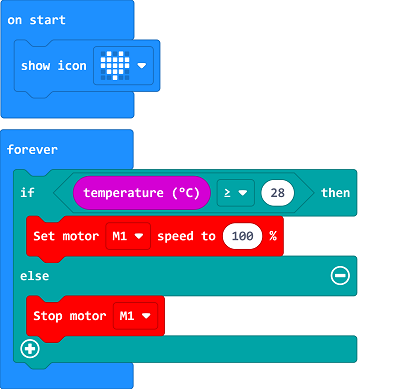 on start
show icon
forever
if temperature (°C) ≥ 28 then
Set motor M1 speed to 100 %
else
Stop motor M1